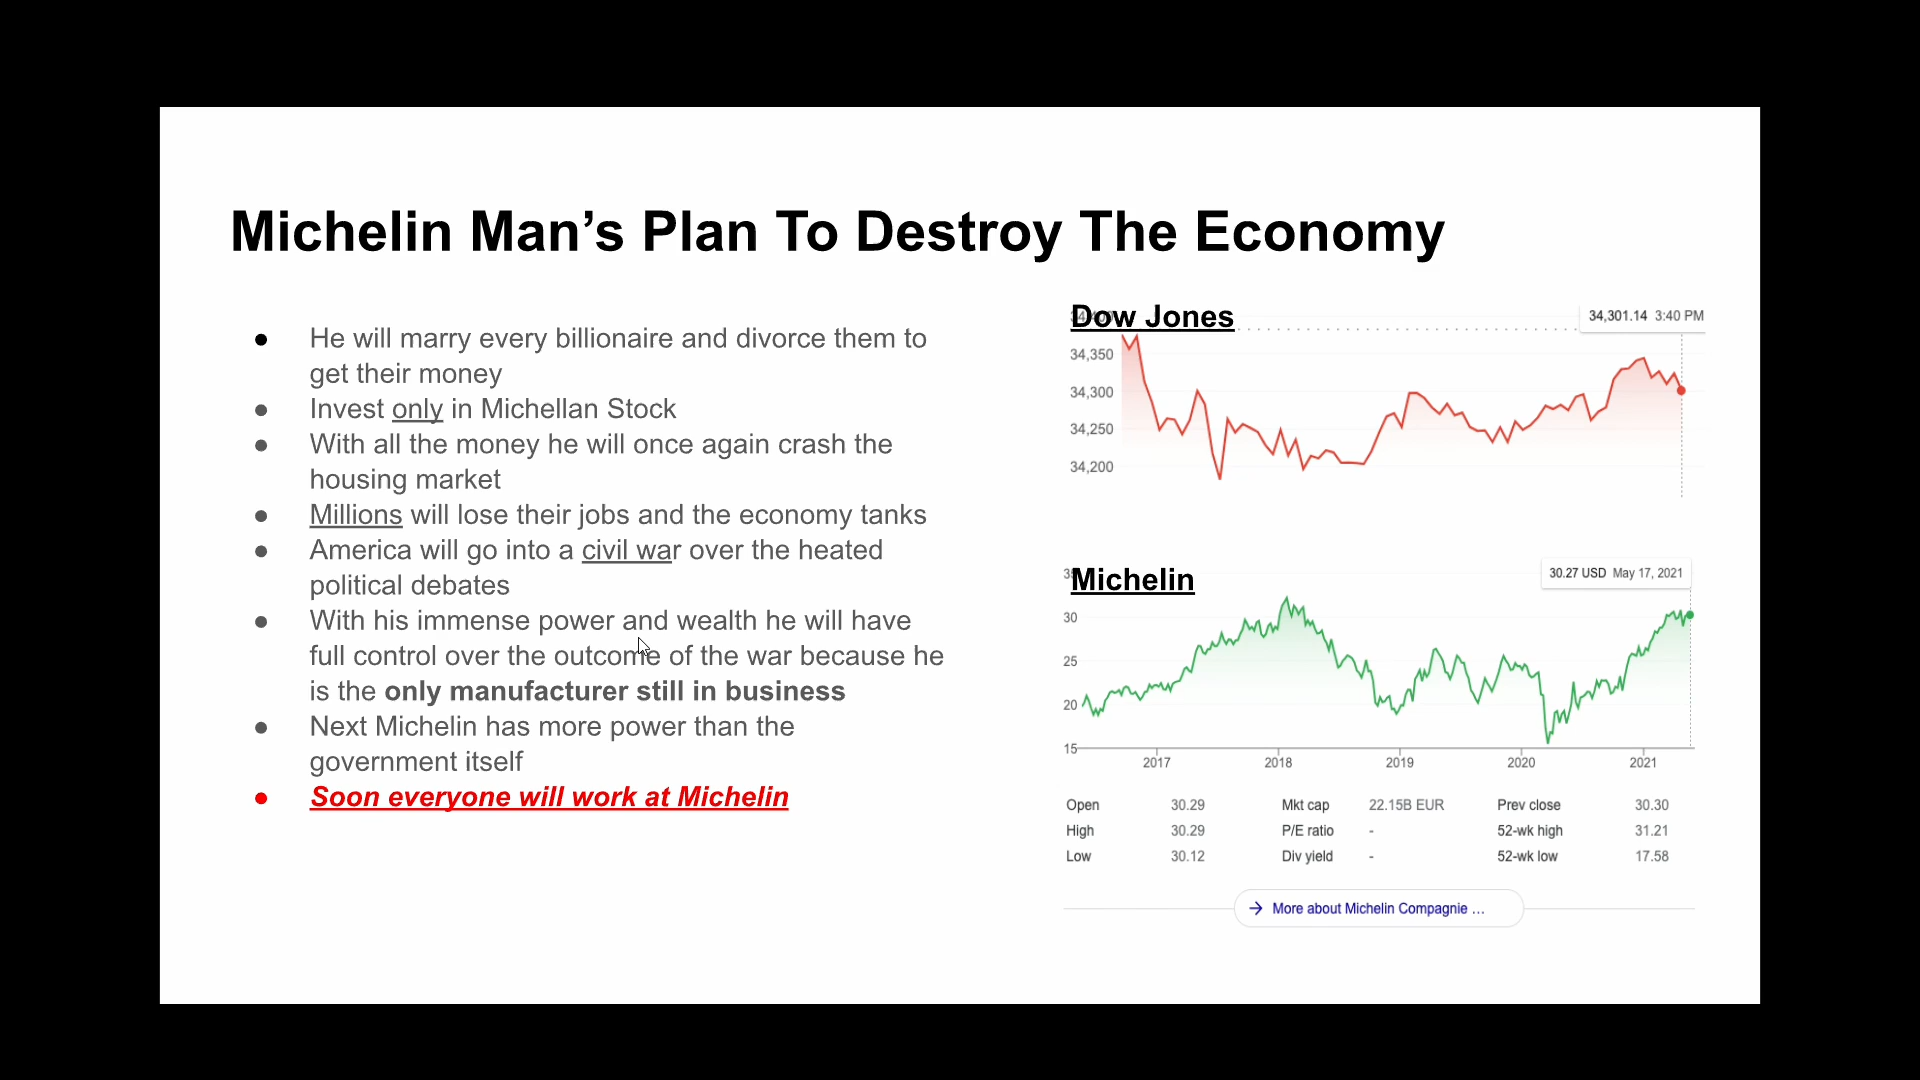 Michelin Man’s Plan To Destroy The Economy
● He will marry every billionaire and divorce them to
get their money
● Invest only in Michellan Stock
● With all the money he will once again crash the
housing market
● Millions will lose their jobs and the economy tanks
● America will go into a civil war over the heated
political debates
● With his immense power and wealth he will have
full control over the outcome of the war because he
is the only manufacturer still in business
● Next Michelin has more power than the
government itself
● Soon everyone will work at Michelin
Dow Jones
34,301.14 3:40 PM
34,350
34,300
34,250
34,200
Michelin
30.27 USD May 17, 2021
30
25
20
15
2017 2018 2019 2020 2021
Open 30.29 Mkt cap 22.15B EUR Prev close 30.30
High 30.29 P/E ratio - 52-wk high 31.21
Low 30.12 Div yield - 52-wk low 17.58
→ More about Michelin Compagnie …